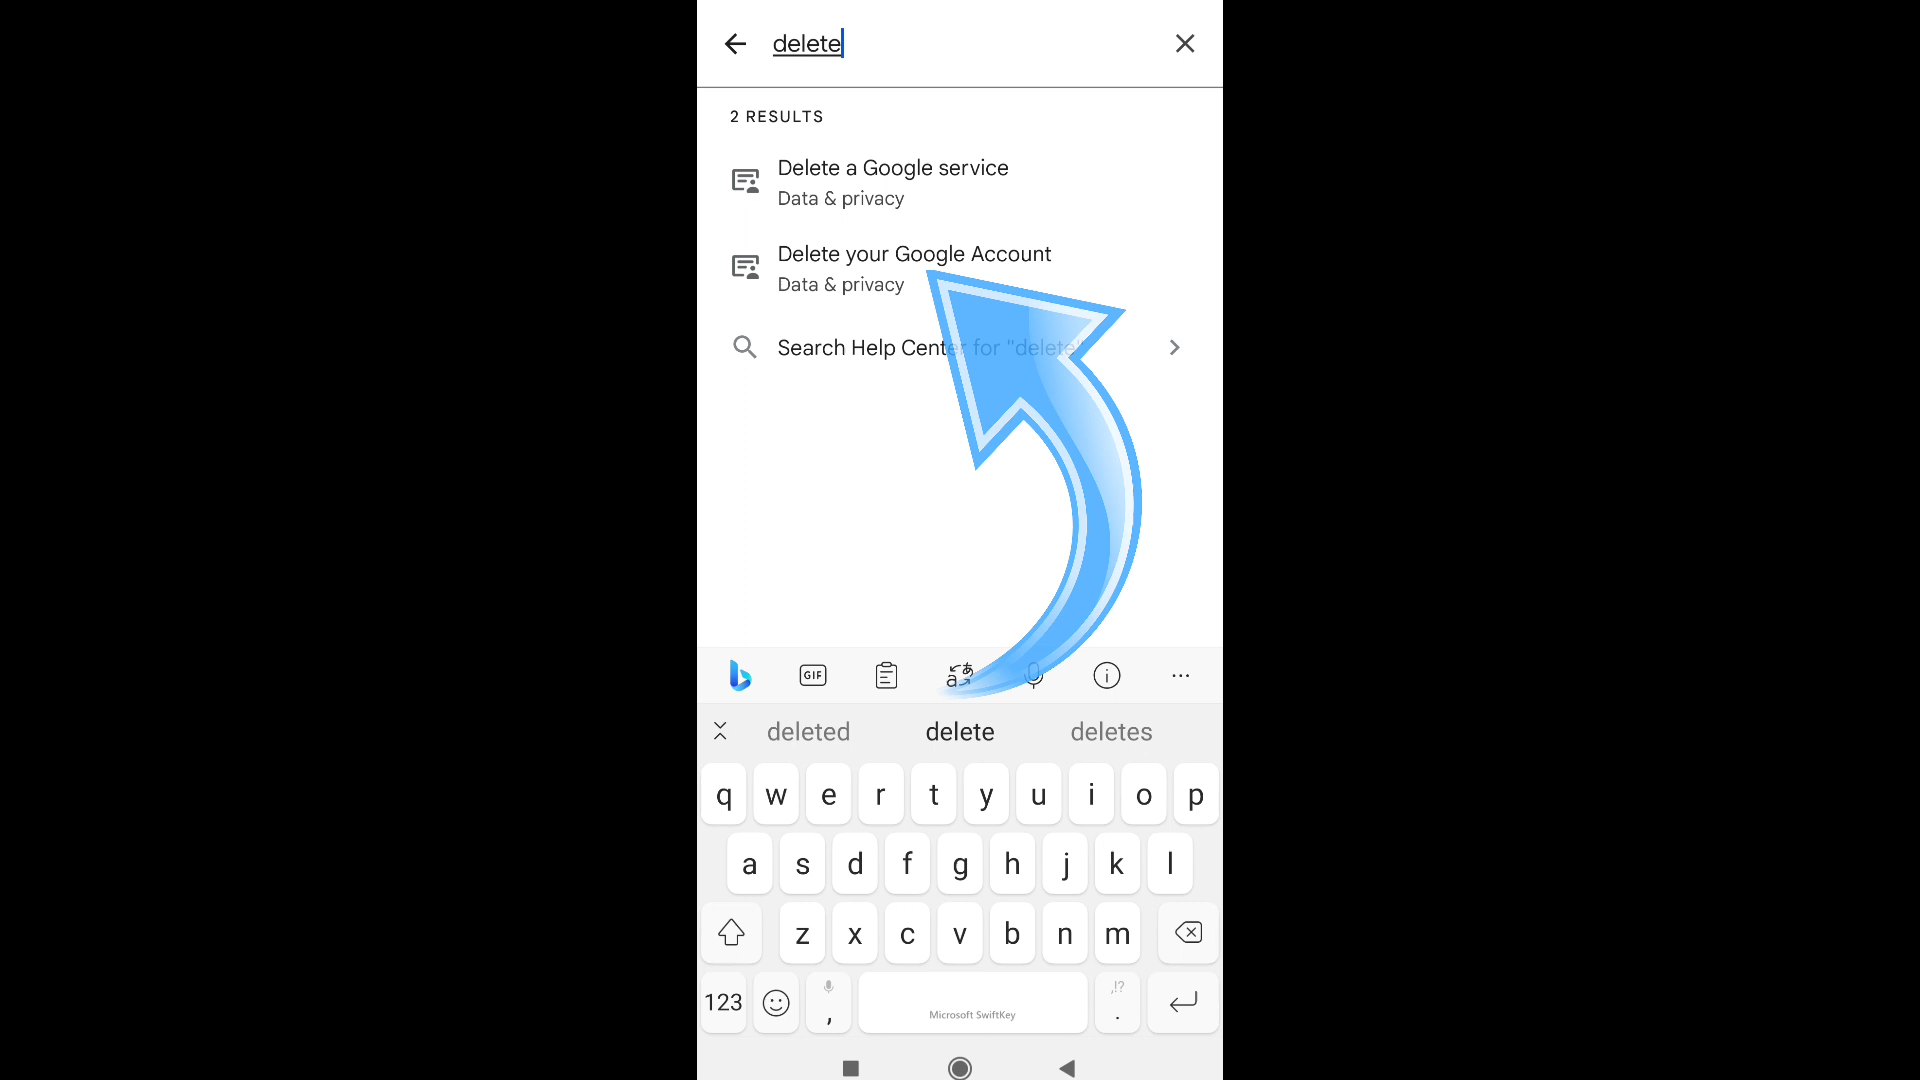 delete
2 RESULTS
Delete a Google service
Data & privacy
Delete your Google Account
Data & privacy
Search Help Center for "delete"
GIF
deleted delete deletes
q w e r t y u i o p
a s d f g h j k l
z x c v b n m
123 , Microsoft SwiftKey ,!? .